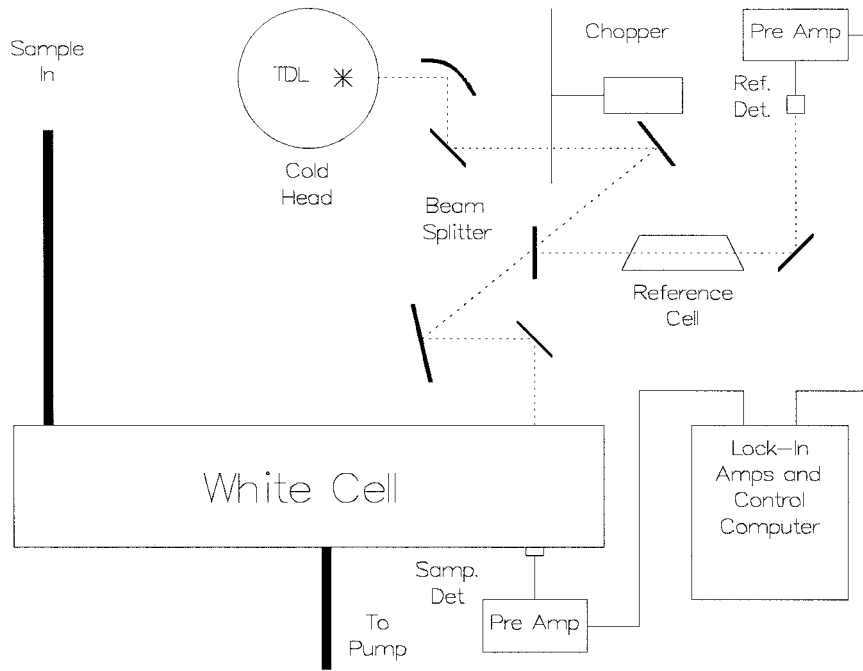 Sample
In
TDL
Cold
Head
Chopper
Pre Amp
Ref.
Det.
Beam
Splitter
Reference
Cell
White Cell
Lock-In
Amps and
Control
Computer
Samp.
Det
Pre Amp
To
Pump